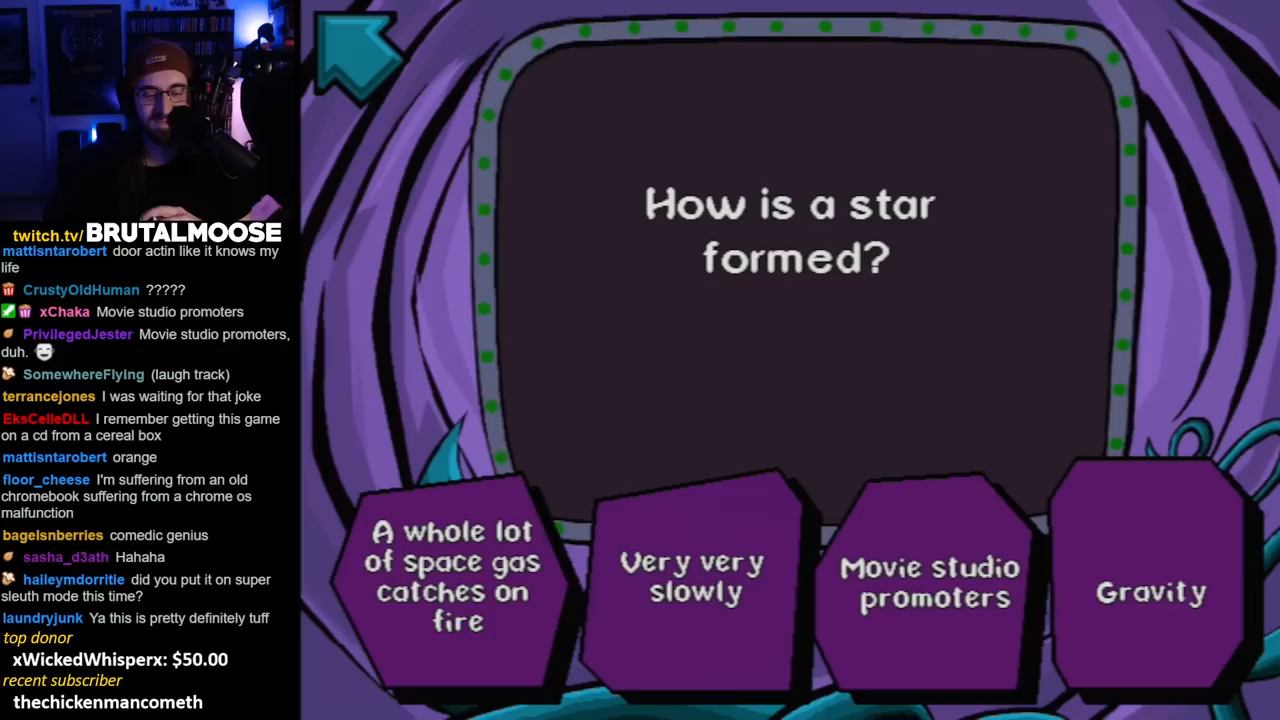 twitch.tv/BRUTALMOOSE
mattisntarobert door actin like it knows my
life
CrustyOldHuman ?????
xChaka Movie studio promoters
PrivilegedJester Movie studio promoters,
duh.
SomewhereFlying (laugh track)
terrancejones I was waiting for that joke
EksCelleDLL I remember getting this game
on a cd from a cereal box
mattisntarobert orange
floor_cheese I'm suffering from an old
chromebook suffering from a chrome os
malfunction
bagelsnberries comedic genius
sasha_d3ath Hahaha
haileymdorritie did you put it on super
sleuth mode this time?
laundryjunk Ya this is pretty definitely tuff
top donor
xWickedWhisperx: $50.00
recent subscriber
thechickenmancometh
How is a star
formed?
A whole lot
of space gas
catches on
fire
Very very
slowly
Movie studio
promoters
Gravity